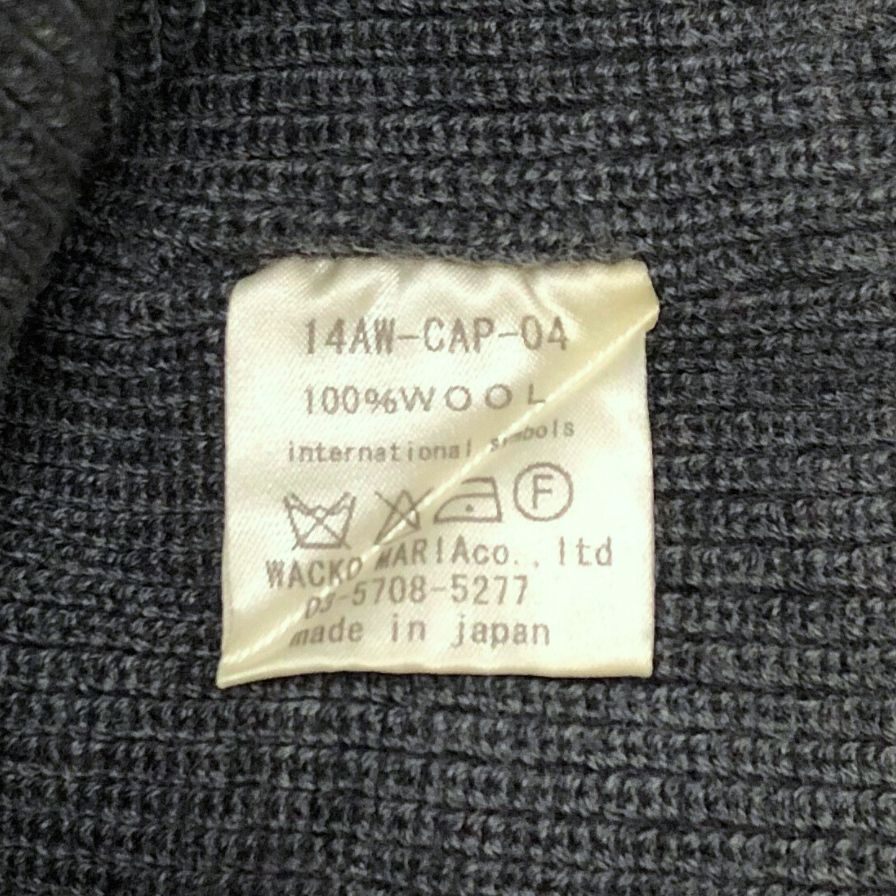 14AW-CAP-04
100%WOOL
international symbols
F
WACKO MARIAco.,ltd
03-5708-5277
made in japan